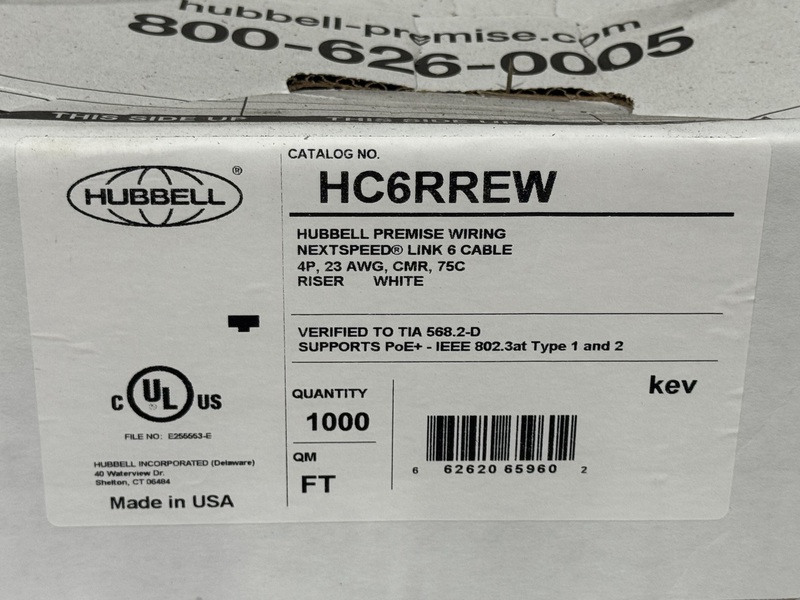 hubbell-premise.com
800-626-0005
THIS SIDE UP
THIS SIDE UP
HUBBELL®
CATALOG NO.
HC6RREW
HUBBELL PREMISE WIRING
NEXTSPEED® LINK 6 CABLE
4P, 23 AWG, CMR, 75C
RISER WHITE
VERIFIED TO TIA 568.2-D
SUPPORTS PoE+ - IEEE 802.3at Type 1 and 2
kev
C UL US
FILE NO: E255553-E
HUBBELL INCORPORATED (Delaware)
40 Waterview Dr.
Shelton, CT 06484
Made in USA
QUANTITY
1000
QM
FT
6 62620 65960 2